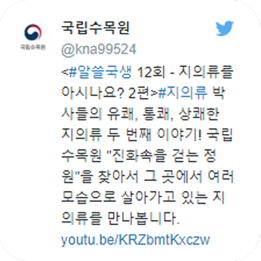 국립수목원
국립수목원
@kna99524
<#알쓸국생 12회 - 지의류를
아시나요? 2편>#지의류 박
사들의 유쾌, 통쾌, 상쾌한
지의류 두 번째 이야기! 국립
수목원 "진화속을 걷는 정
원"을 찾아서 그 곳에서 여러
모습으로 살아가고 있는 지
의류를 만나봅니다.
youtu.be/KRZbmtKxczw